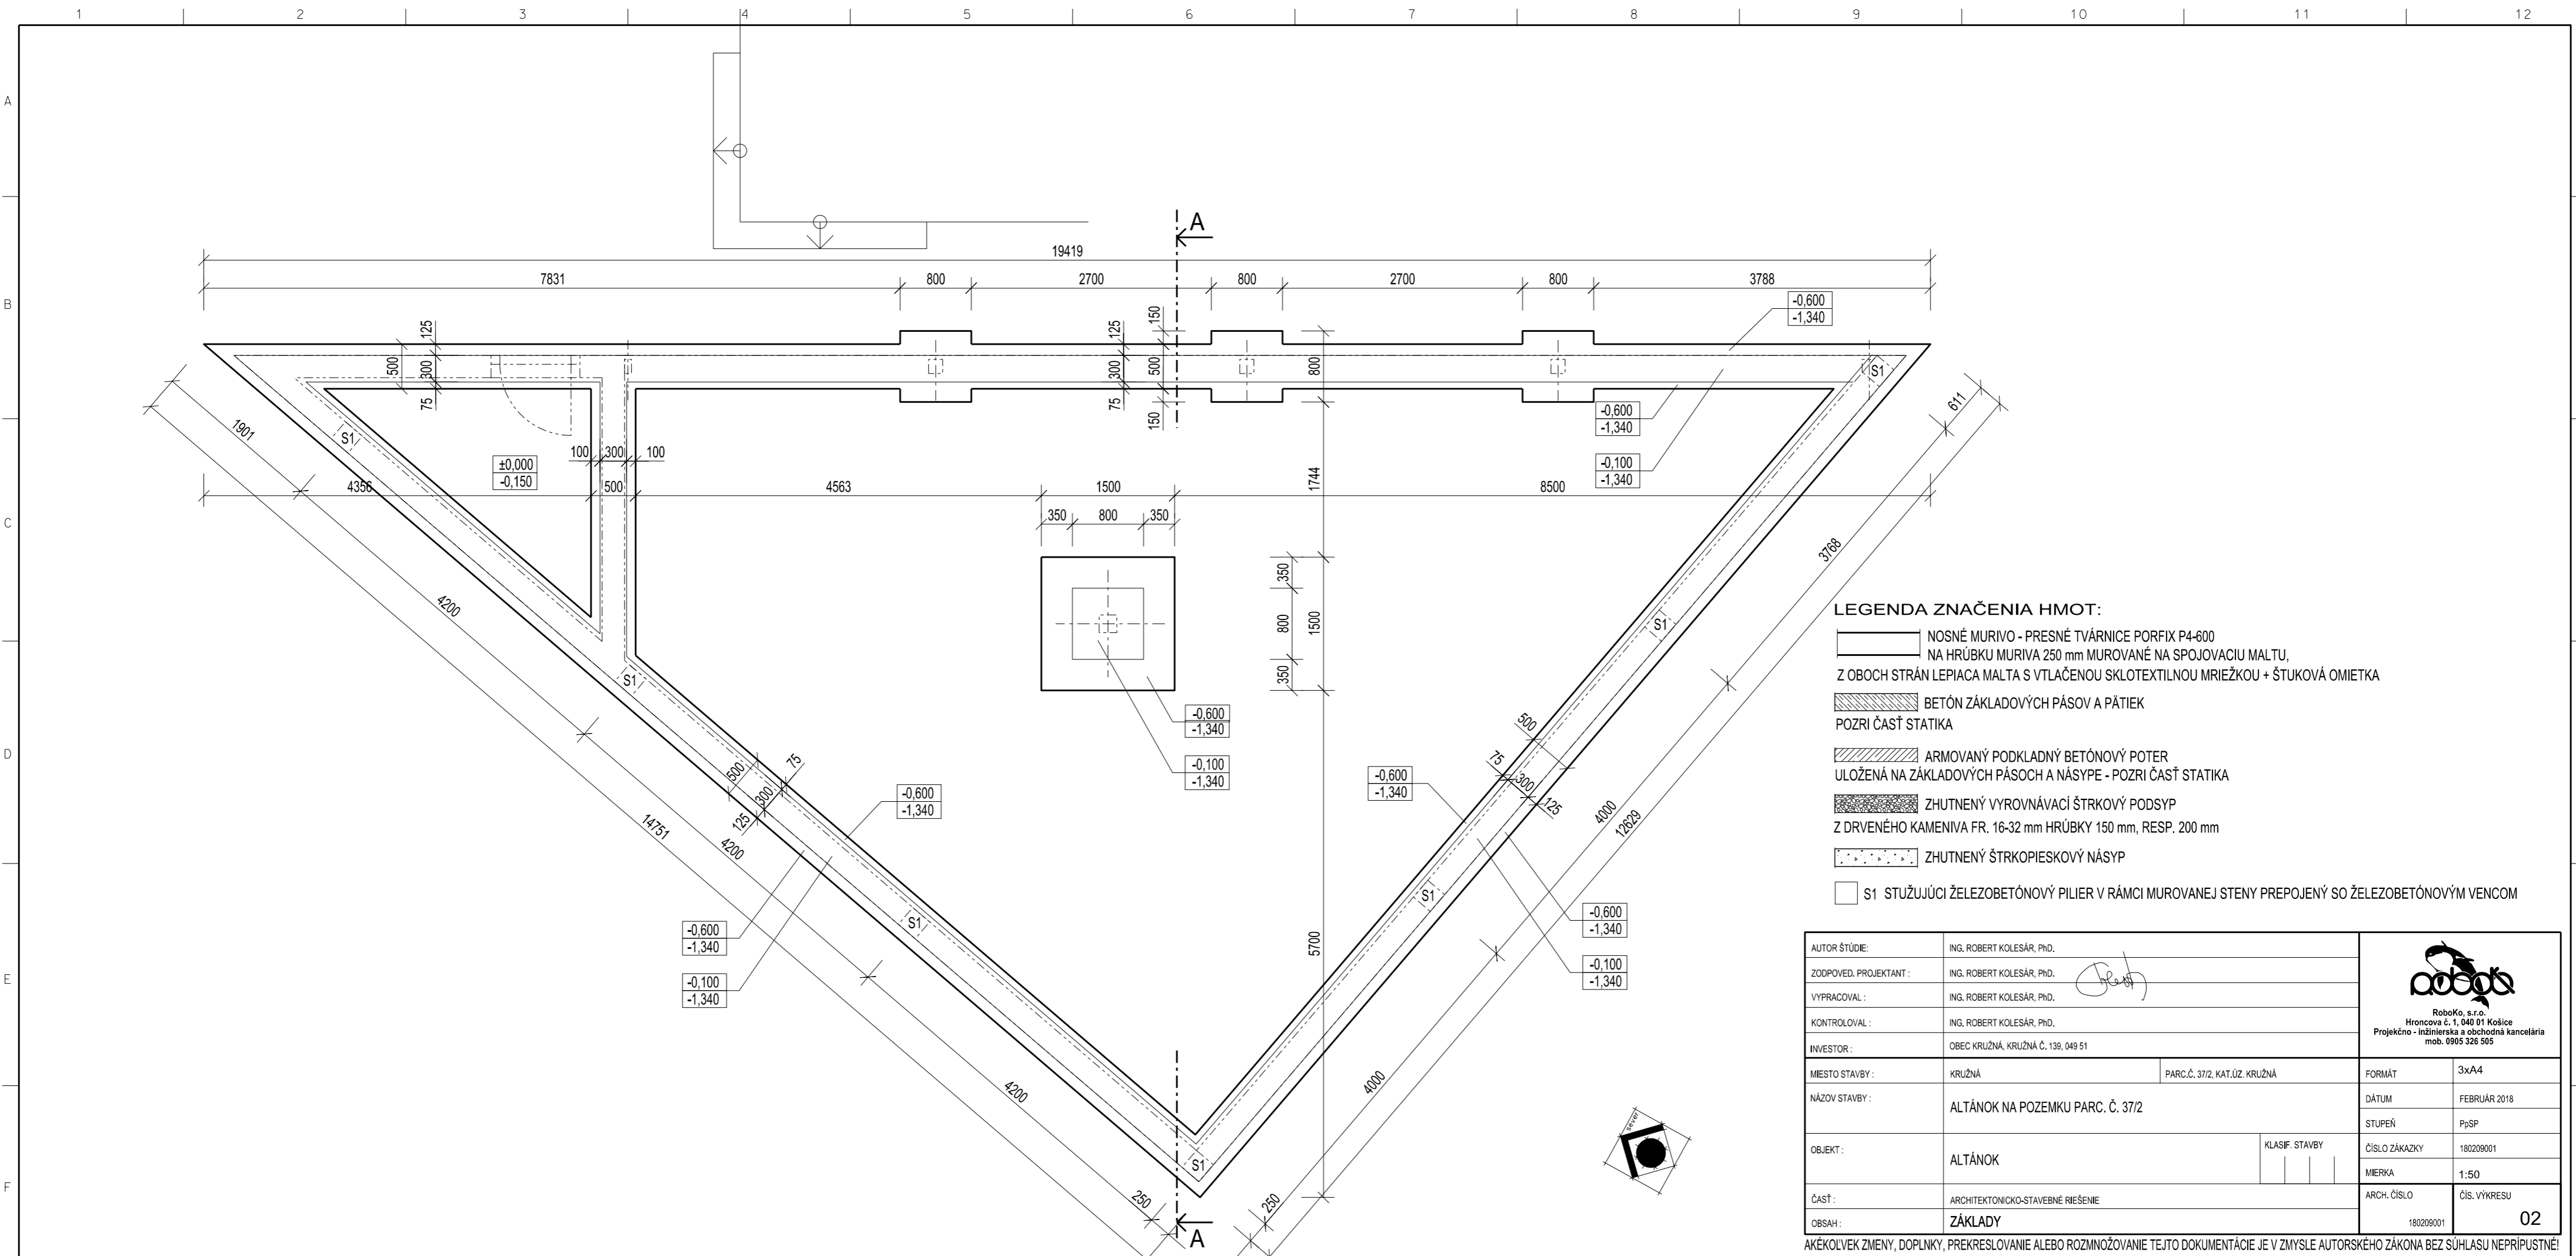 1 2 3 4 5 6 7 8 9 10 11 12
A
B
C
D
E
F
A
19419
7831 800 2700 800 2700 800 3788
-0,600
-1,340
125
500
300
75
125
300
75
150
500
150
800
S1
S1
-0,600
-1,340
-0,100
-1,340
611
1901
100 300 100
±0,000
-0,150
4356 500 4563 1500 8500
1744
350 800 350
350
800
350
1500
3768
4200
S1
S1
-0,600
-1,340
-0,100
-1,340
500
75
300
125
-0,600
-1,340
500
75
300
125
-0,600
-1,340
4000
12629
14751
4200
S1
S1
-0,600
-1,340
-0,100
-1,340
5700
-0,600
-1,340
-0,100
-1,340
4200
4000
S1
250
250
A
sever
LEGENDA ZNAČENIA HMOT:
NOSNÉ MURIVO - PRESNÉ TVÁRNICE PORFIX P4-600
NA HRÚBKU MURIVA 250 mm MUROVANÉ NA SPOJOVACIU MALTU,
Z OBOCH STRÁN LEPIACA MALTA S VTLAČENOU SKLOTEXTILNOU MRIEŽKOU + ŠTUKOVÁ OMIETKA
BETÓN ZÁKLADOVÝCH PÁSOV A PÄTIEK
POZRI ČASŤ STATIKA
ARMOVANÝ PODKLADNÝ BETÓNOVÝ POTER
ULOŽENÁ NA ZÁKLADOVÝCH PÁSOCH A NÁSYPE - POZRI ČASŤ STATIKA
ZHUTNENÝ VYROVNÁVACÍ ŠTRKOVÝ PODSYP
Z DRVENÉHO KAMENIVA FR. 16-32 mm HRÚBKY 150 mm, RESP. 200 mm
ZHUTNENÝ ŠTRKOPIESKOVÝ NÁSYP
S1 STUŽUJÚCI ŽELEZOBETÓNOVÝ PILIER V RÁMCI MUROVANEJ STENY PREPOJENÝ SO ŽELEZOBETÓNOVÝM VENCOM
AUTOR ŠTÚDIE: ING. ROBERT KOLESÁR, PhD.
ZODPOVED. PROJEKTANT : ING. ROBERT KOLESÁR, PhD.
VYPRACOVAL : ING. ROBERT KOLESÁR, PhD.
KONTROLOVAL : ING. ROBERT KOLESÁR, PhD.
INVESTOR : OBEC KRUŽNÁ, KRUŽNÁ Č. 139, 049 51
roboko
RoboKo, s.r.o.
Hroncova č. 1, 040 01 Košice
Projekčno - inžinierska a obchodná kancelária
mob. 0905 326 505
MIESTO STAVBY : KRUŽNÁ PARC.Č. 37/2, KAT.ÚZ. KRUŽNÁ
FORMÁT 3xA4
NÁZOV STAVBY : ALTÁNOK NA POZEMKU PARC. Č. 37/2
DÁTUM FEBRUÁR 2018
STUPEŇ PpSP
OBJEKT : ALTÁNOK KLASIF. STAVBY
ČÍSLO ZÁKAZKY 180209001
MIERKA 1:50
ČASŤ : ARCHITEKTONICKO-STAVEBNÉ RIEŠENIE
OBSAH : ZÁKLADY
ARCH. ČÍSLO 180209001
ČÍS. VÝKRESU 02
AKÉKOĽVEK ZMENY, DOPLNKY, PREKRESLOVANIE ALEBO ROZMNOŽOVANIE TEJTO DOKUMENTÁCIE JE V ZMYSLE AUTORSKÉHO ZÁKONA BEZ SÚHLASU NEPRÍPUSTNÉ!